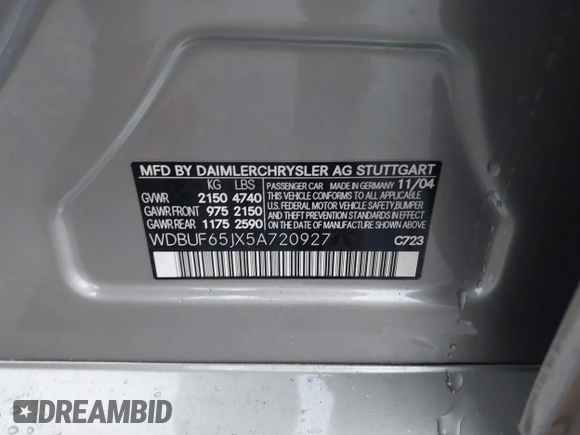 MFD BY DAIMLERCHRYSLER AG STUTTGART
KG LBS
GVWR 2150 4740
GAWR FRONT 975 2150
GAWR REAR 1175 2590
PASSENGER CAR MADE IN GERMANY 11/04
THIS VEHICLE CONFORMS TO ALL APPLICABLE
U.S. FEDERAL MOTOR VEHICLE SAFETY, BUMPER
AND THEFT PREVENTION STANDARDS IN EFFECT ON
THE DATE OF MANUFACTURE SHOWN ABOVE
WDBUF65JX5A720927
C723
DREAMBID